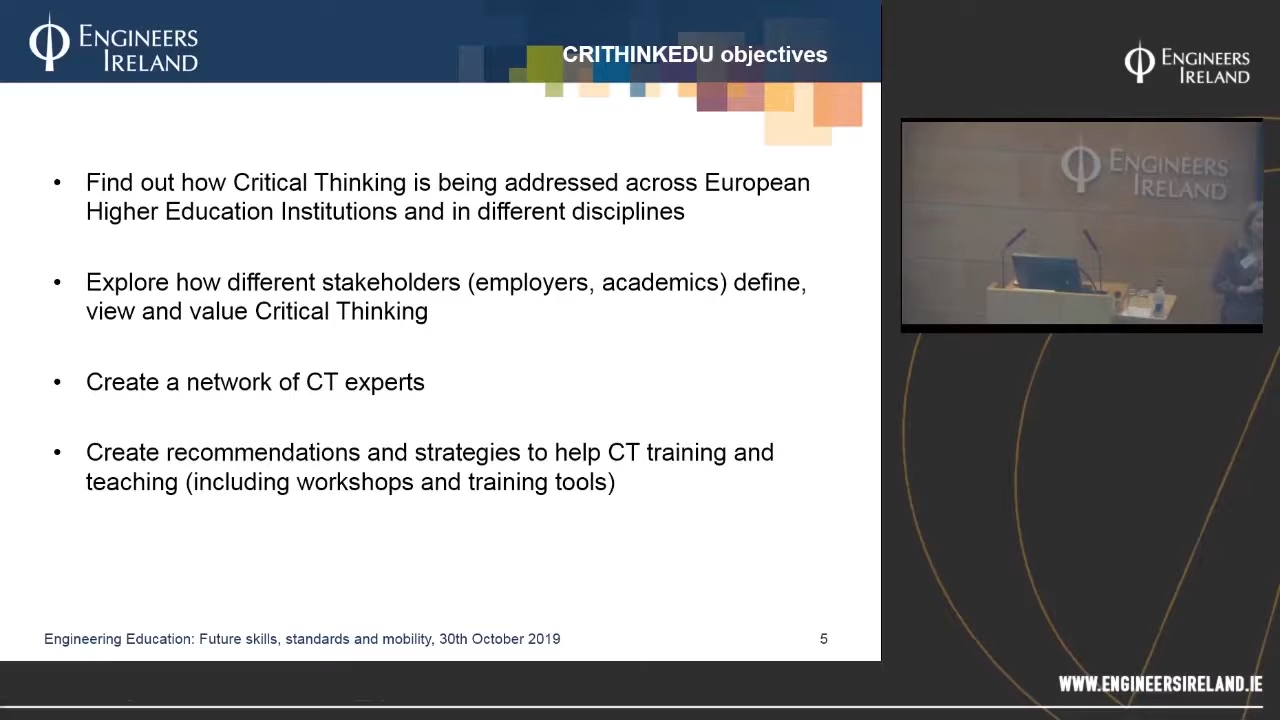 ENGINEERS
IRELAND
CRITHINKEDU objectives
• Find out how Critical Thinking is being addressed across European
Higher Education Institutions and in different disciplines
• Explore how different stakeholders (employers, academics) define,
view and value Critical Thinking
• Create a network of CT experts
• Create recommendations and strategies to help CT training and
teaching (including workshops and training tools)
Engineering Education: Future skills, standards and mobility, 30th October 2019
5
ENGINEERS
IRELAND
ENGINEERS
IRELAND
WWW.ENGINEERSIRELAND.IE